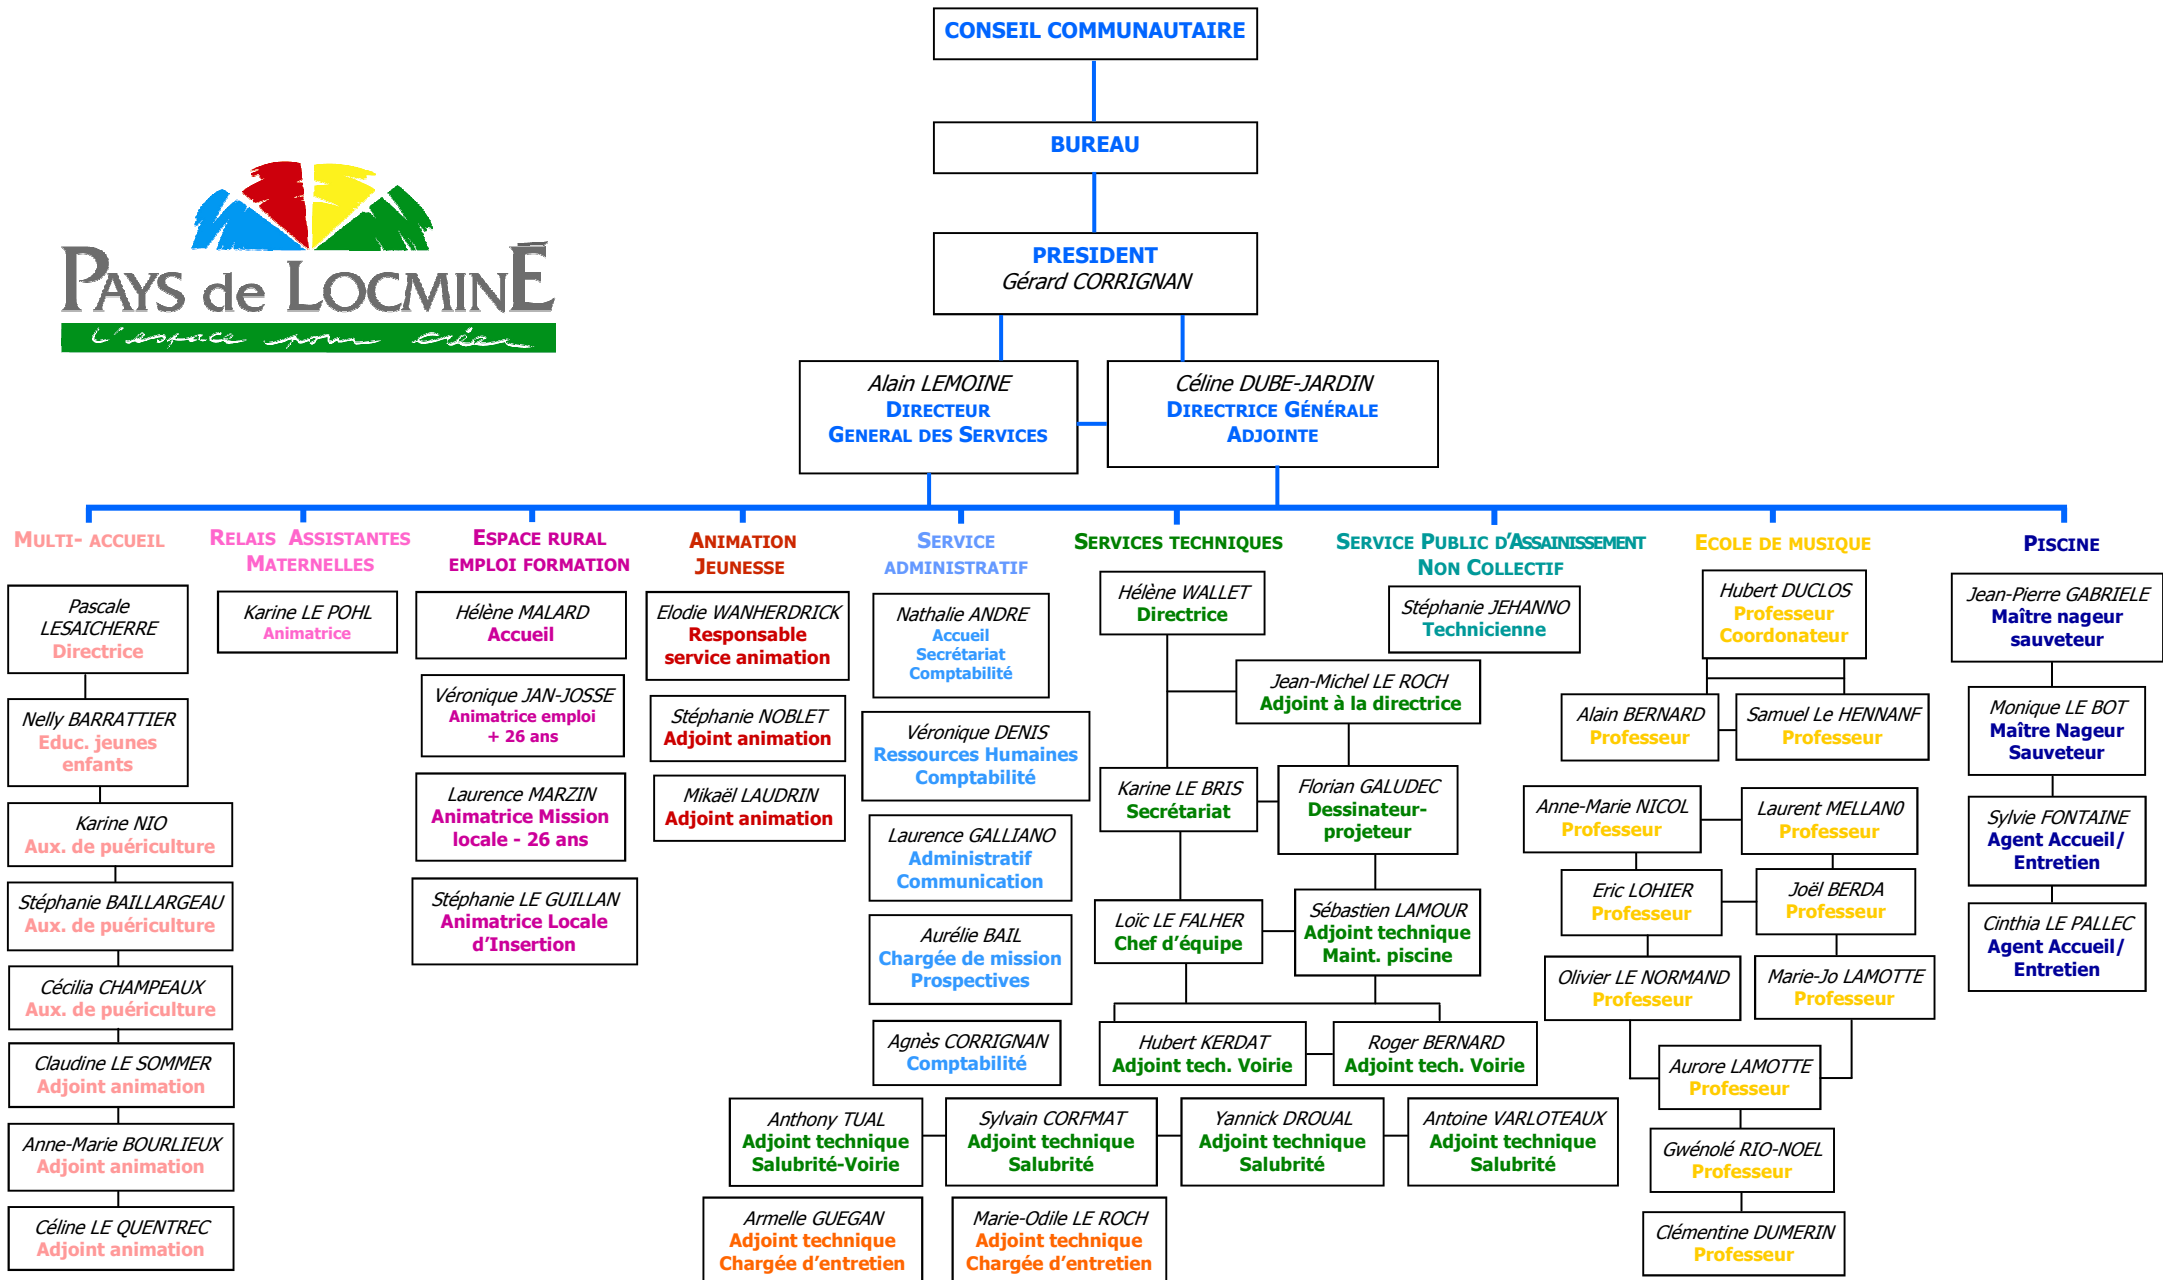 CONSEIL COMMUNAUTAIRE
BUREAU
PRESIDENT
Gérard CORRIGNAN
PAYS de LOCMINÉ
L'espace pour créer
Alain LEMOINE
DIRECTEUR
GENERAL DES SERVICES
Céline DUBE-JARDIN
DIRECTRICE GÉNÉRALE
ADJOINTE
MULTI- ACCUEIL
Pascale
LESAICHERRE
Directrice
Nelly BARRATTIER
Educ. jeunes
enfants
Karine NIO
Aux. de puériculture
Stéphanie BAILLARGEAU
Aux. de puériculture
Cécilia CHAMPEAUX
Aux. de puériculture
Claudine LE SOMMER
Adjoint animation
Anne-Marie BOURLIEUX
Adjoint animation
Céline LE QUENTREC
Adjoint animation
RELAIS ASSISTANTES
MATERNELLES
Karine LE POHL
Animatrice
ESPACE RURAL
EMPLOI FORMATION
Hélène MALARD
Accueil
Véronique JAN-JOSSE
Animatrice emploi
+ 26 ans
Laurence MARZIN
Animatrice Mission
locale - 26 ans
Stéphanie LE GUILLAN
Animatrice Locale
d'Insertion
ANIMATION
JEUNESSE
Elodie WANHERDRICK
Responsable
service animation
Stéphanie NOBLET
Adjoint animation
Mikaël LAUDRIN
Adjoint animation
SERVICE
ADMINISTRATIF
Nathalie ANDRE
Accueil
Secrétariat
Comptabilité
Véronique DENIS
Ressources Humaines
Comptabilité
Laurence GALLIANO
Administratif
Communication
Aurélie BAIL
Chargée de mission
Prospectives
Agnès CORRIGNAN
Comptabilité
SERVICES TECHNIQUES
Hélène WALLET
Directrice
Jean-Michel LE ROCH
Adjoint à la directrice
Karine LE BRIS
Secrétariat
Florian GALUDEC
Dessinateur-
projeteur
Loïc LE FALHER
Chef d'équipe
Sébastien LAMOUR
Adjoint technique
Maint. piscine
Hubert KERDAT
Adjoint tech. Voirie
Roger BERNARD
Adjoint tech. Voirie
Anthony TUAL
Adjoint technique
Salubrité-Voirie
Sylvain CORFMAT
Adjoint technique
Salubrité
Yannick DROUAL
Adjoint technique
Salubrité
Antoine VARLOTEAUX
Adjoint technique
Salubrité
Armelle GUEGAN
Adjoint technique
Chargée d'entretien
Marie-Odile LE ROCH
Adjoint technique
Chargée d'entretien
SERVICE PUBLIC D'ASSAINISSEMENT
NON COLLECTIF
Stéphanie JEHANNO
Technicienne
ECOLE DE MUSIQUE
Hubert DUCLOS
Professeur
Coordonateur
Alain BERNARD
Professeur
Samuel Le HENNANF
Professeur
Anne-Marie NICOL
Professeur
Laurent MELLAN0
Professeur
Eric LOHIER
Professeur
Joël BERDA
Professeur
Olivier LE NORMAND
Professeur
Marie-Jo LAMOTTE
Professeur
Aurore LAMOTTE
Professeur
Gwénolé RIO-NOEL
Professeur
Clémentine DUMERIN
Professeur
PISCINE
Jean-Pierre GABRIELE
Maître nageur
sauveteur
Monique LE BOT
Maître Nageur
Sauveteur
Sylvie FONTAINE
Agent Accueil/
Entretien
Cinthia LE PALLEC
Agent Accueil/
Entretien